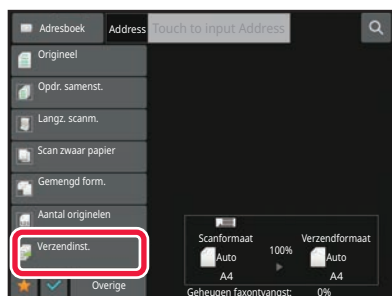 Adresboek Address Touch to input Address
Origineel
Opdr. samenst.
Langz. scanm.
Scan zwaar papier
Gemengd form.
Aantal originelen
Verzendinst.
Overige
Scanformaat 100% Verzendformaat
Auto Auto
A4 A4
Geheugen faxontvangst: 0%